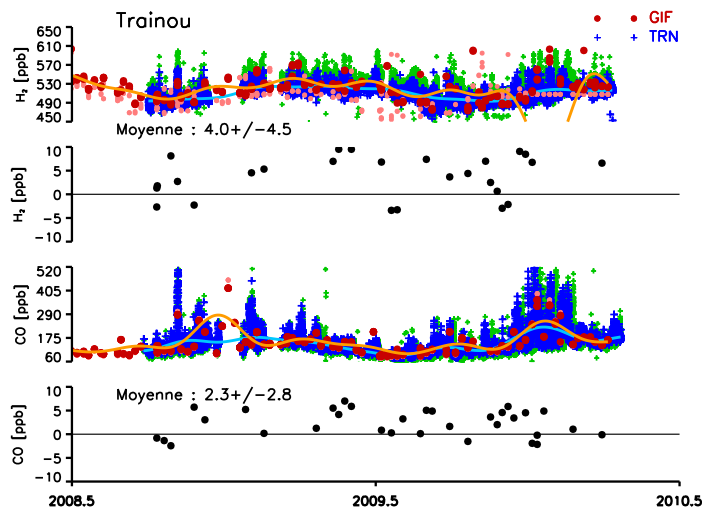 Trainou
GIF
TRN
H₂ [ppb]
650
610
570
530
490
450
Moyenne : 4.0+/−4.5
H₂ [ppb]
10
5
0
−5
−10
CO [ppb]
520
405
290
175
60
Moyenne : 2.3+/−2.8
CO [ppb]
10
5
0
−5
−10
2008.5 2009.5 2010.5